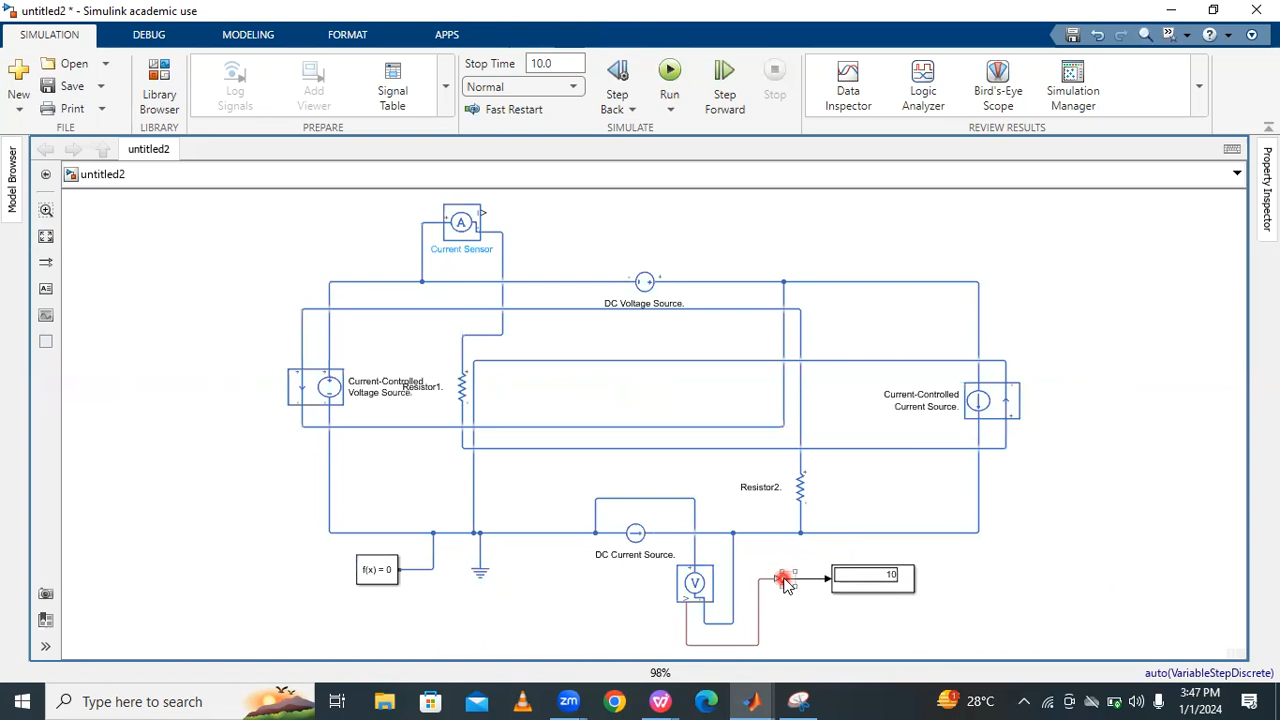 untitled2 * - Simulink academic use
SIMULATION DEBUG MODELING FORMAT APPS
New
Open
Save
Print
FILE
Library
Browser
LIBRARY
Log
Signals
Add
Viewer
Signal
Table
PREPARE
Stop Time 10.0
Normal
Fast Restart
Step
Back
Run
Step
Forward
Stop
SIMULATE
Data
Inspector
Logic
Analyzer
Bird's-Eye
Scope
Simulation
Manager
REVIEW RESULTS
Model Browser
untitled2
untitled2
Property Inspector
A
Current Sensor
DC Voltage Source.
Current-Controlled
Voltage Source.
Resistor1.
Current-Controlled
Current Source.
Resistor2.
DC Current Source.
f(x) = 0
V
10
98%
auto(VariableStepDiscrete)
Type here to search
zm
W
1
28°C
3:47 PM
1/1/2024